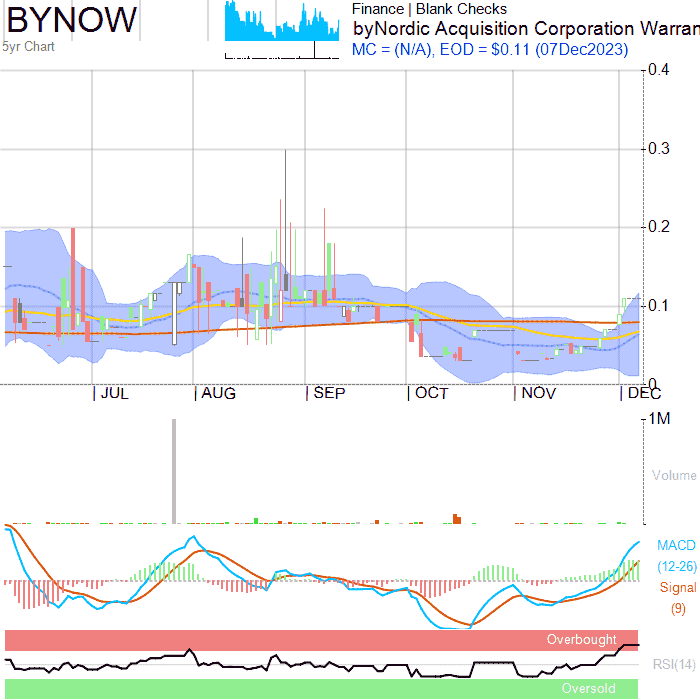 BYNOW
5yr Chart
Finance | Blank Checks
byNordic Acquisition Corporation Warran
MC = (N/A), EOD = $0.11 (07Dec2023)
0.4
0.3
0.2
0.1
0
JUL AUG SEP OCT NOV DEC
1M
Volume
MACD
(12-26)
Signal
(9)
Overbought
RSI(14)
Oversold